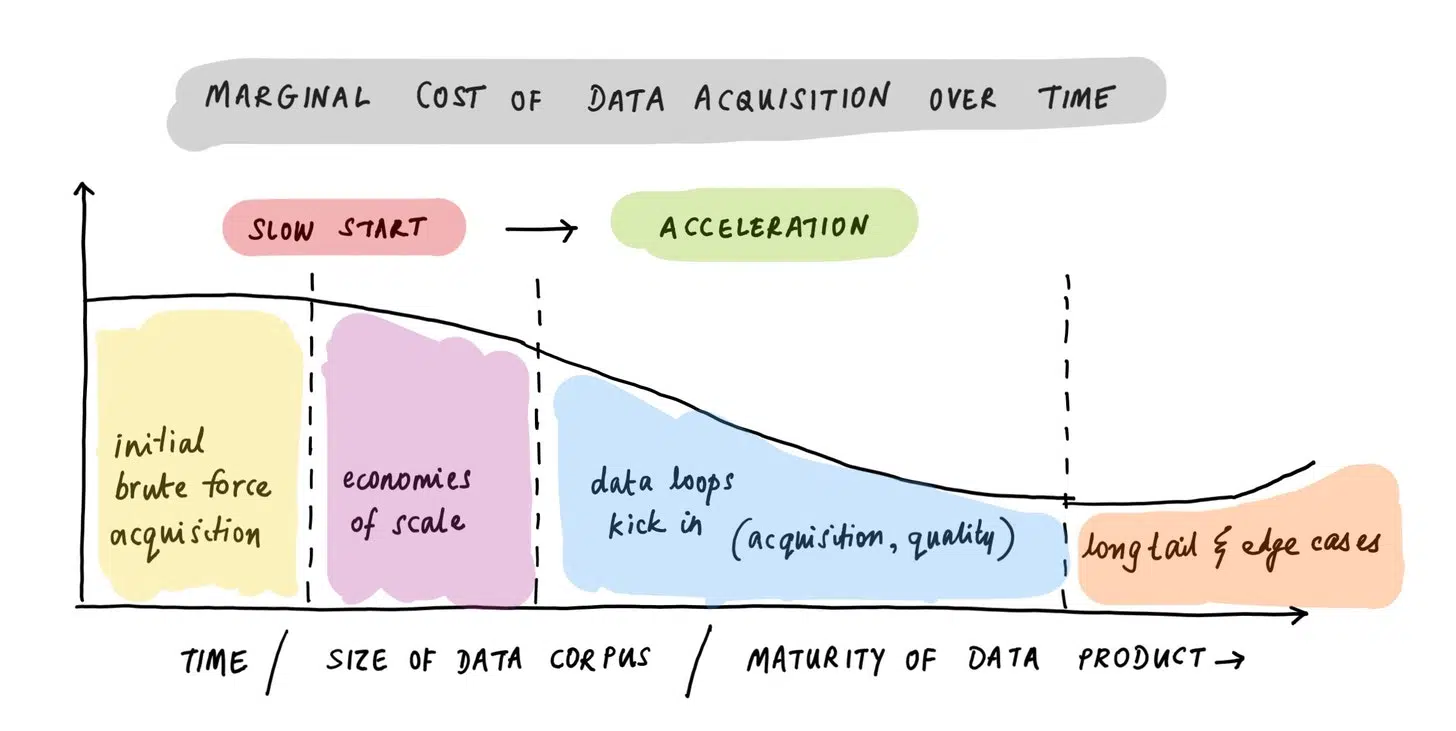 MARGINAL COST OF DATA ACQUISITION OVER TIME
SLOW START → ACCELERATION
initial
brute force
acquisition
economies
of scale
data loops
kick in (acquisition, quality)
long tail & edge cases
TIME / SIZE OF DATA CORPUS / MATURITY OF DATA PRODUCT →